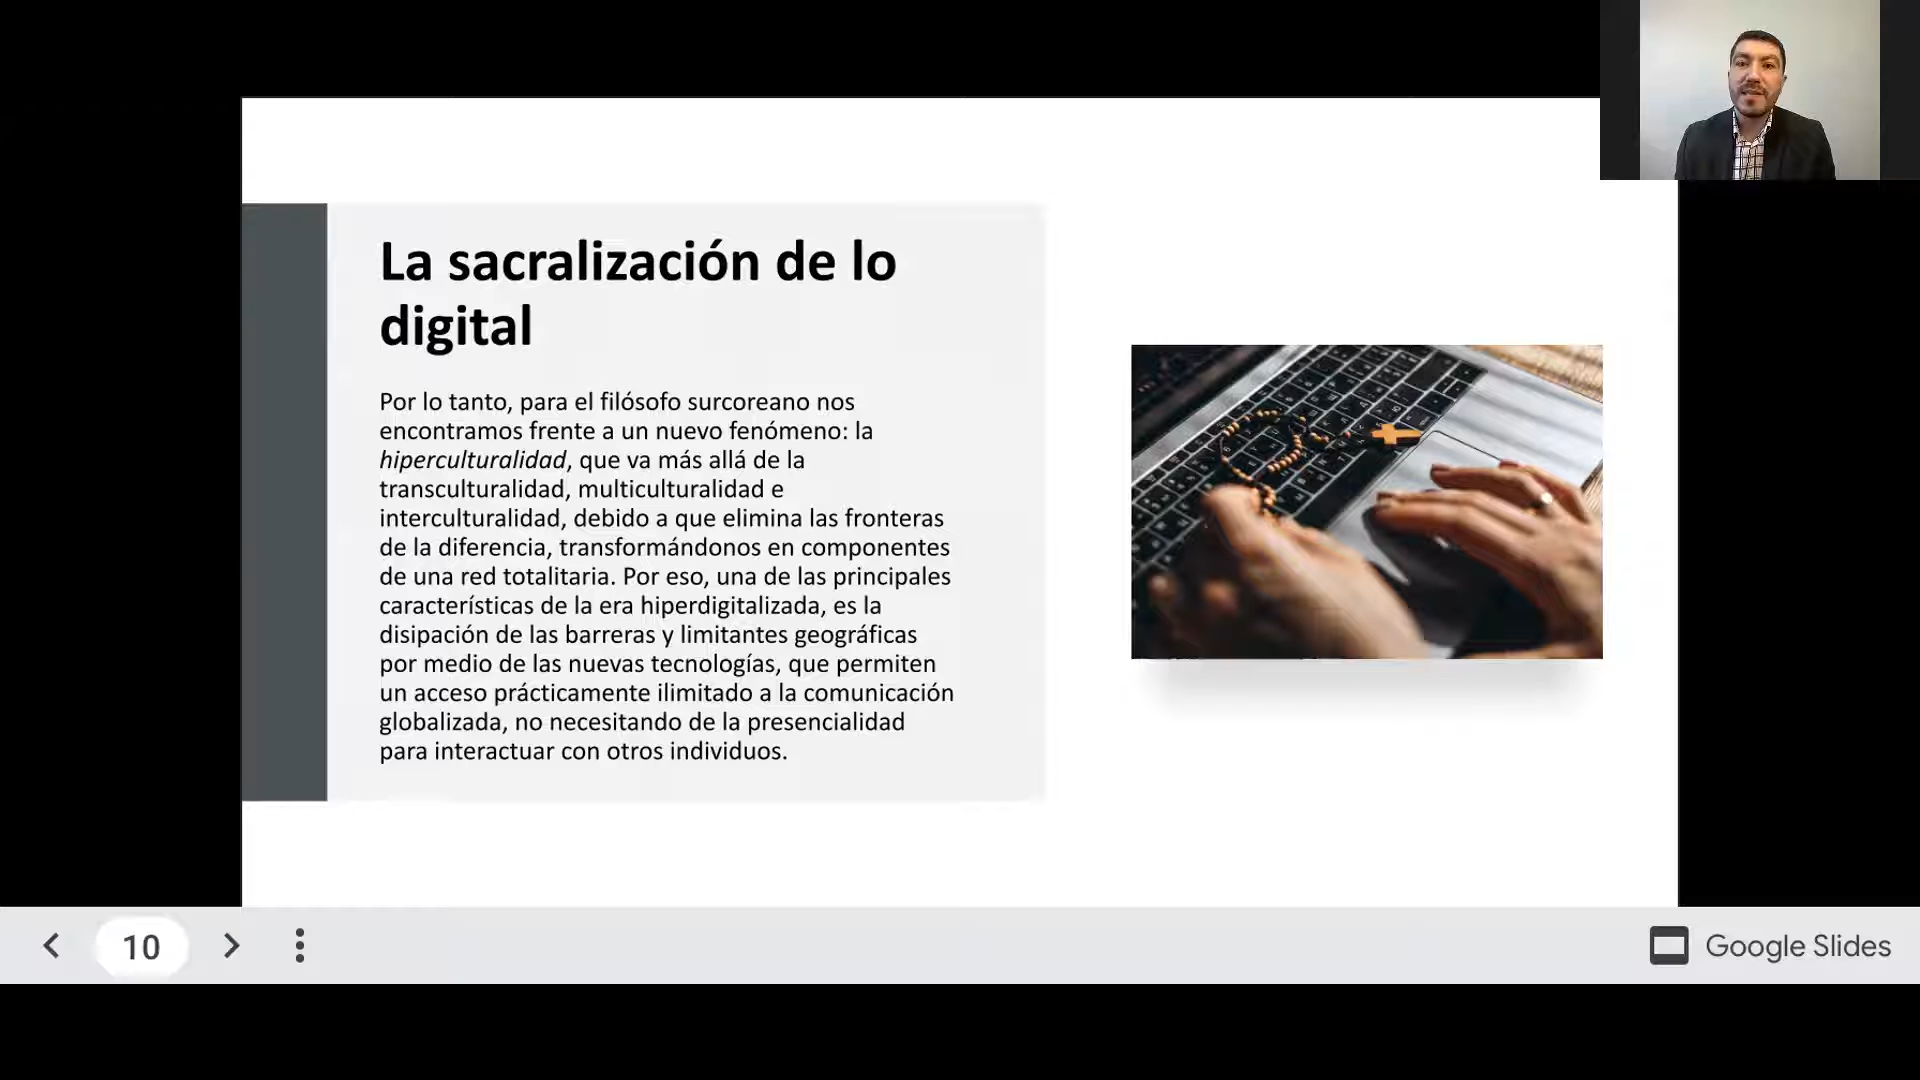 La sacralización de lo
digital
Por lo tanto, para el filósofo surcoreano nos
encontramos frente a un nuevo fenómeno: la
hiperculturalidad, que va más allá de la
transculturalidad, multiculturalidad e
interculturalidad, debido a que elimina las fronteras
de la diferencia, transformándonos en componentes
de una red totalitaria. Por eso, una de las principales
características de la era hiperdigitalizada, es la
disipación de las barreras y limitantes geográficas
por medio de las nuevas tecnologías, que permiten
un acceso prácticamente ilimitado a la comunicación
globalizada, no necesitando de la presencialidad
para interactuar con otros individuos.
10
Google Slides